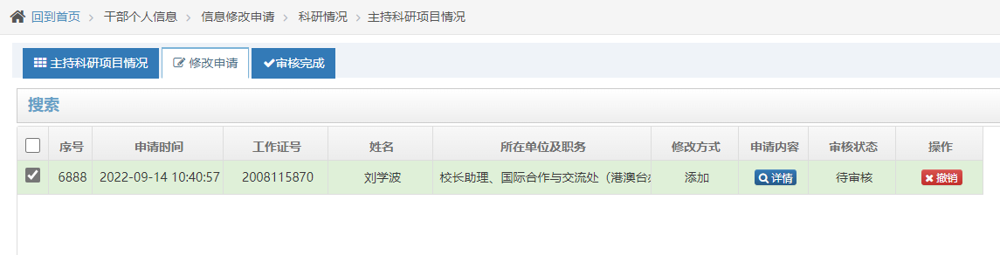 回到首页 > 干部个人信息 > 信息修改申请 > 科研情况 > 主持科研项目情况
主持科研项目情况 修改申请 审核完成
搜索
序号 申请时间 工作证号 姓名 所在单位及职务 修改方式 申请内容 审核状态 操作
6888 2022-09-14 10:40:57 2008115870 刘学波 校长助理、国际合作与交流处（港澳台 添加 详情 待审核 撤销